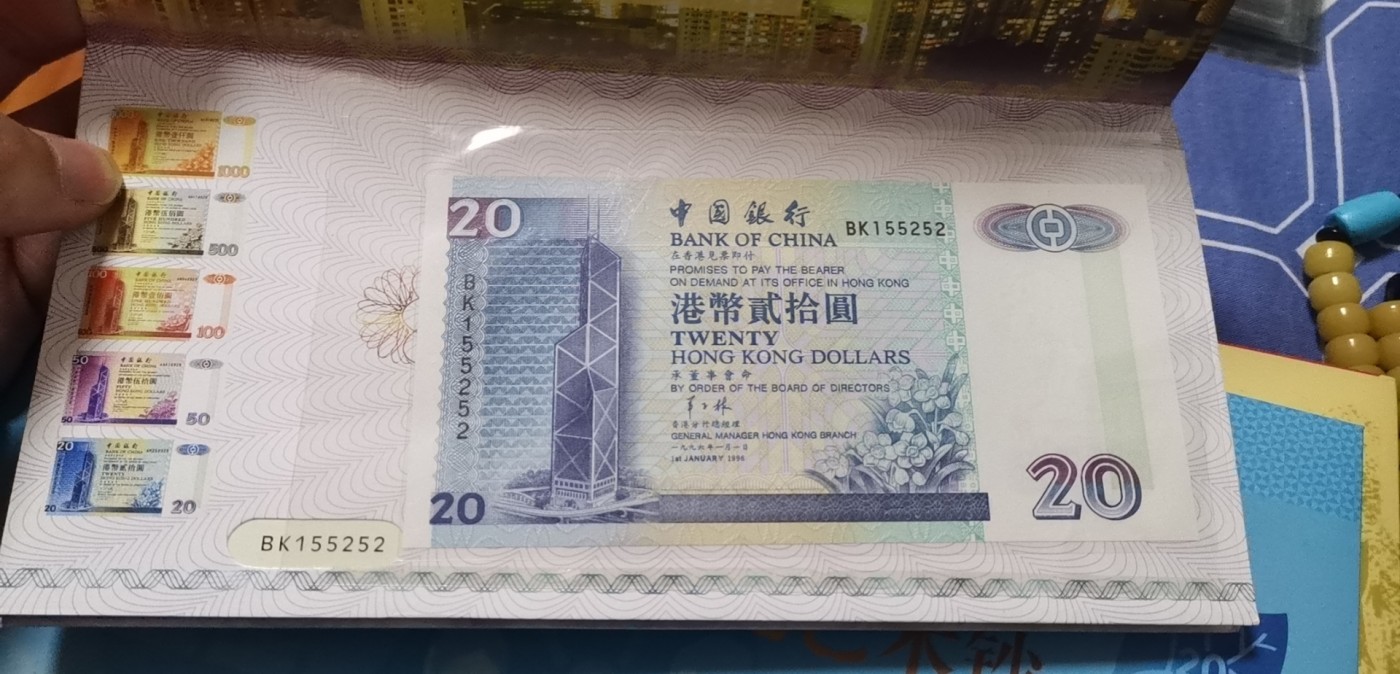 1000
500
100
50
20
BK155252
20
中國銀行
BANK OF CHINA
BK155252
在香港見票即付
PROMISES TO PAY THE BEARER
ON DEMAND AT ITS OFFICE IN HONG KONG
港幣貳拾圓
TWENTY
HONG KONG DOLLARS
承董事會命
BY ORDER OF THE BOARD OF DIRECTORS
香港分行總經理
GENERAL MANAGER HONG KONG BRANCH
一九九六年一月一日
1st JANUARY 1996
BK155252
20
20